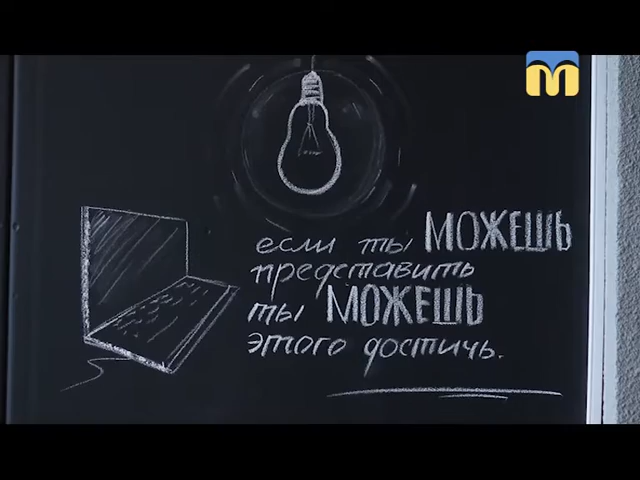 если ты МОЖЕШЬ
представить
ты МОЖЕШЬ
этого достичь.
m